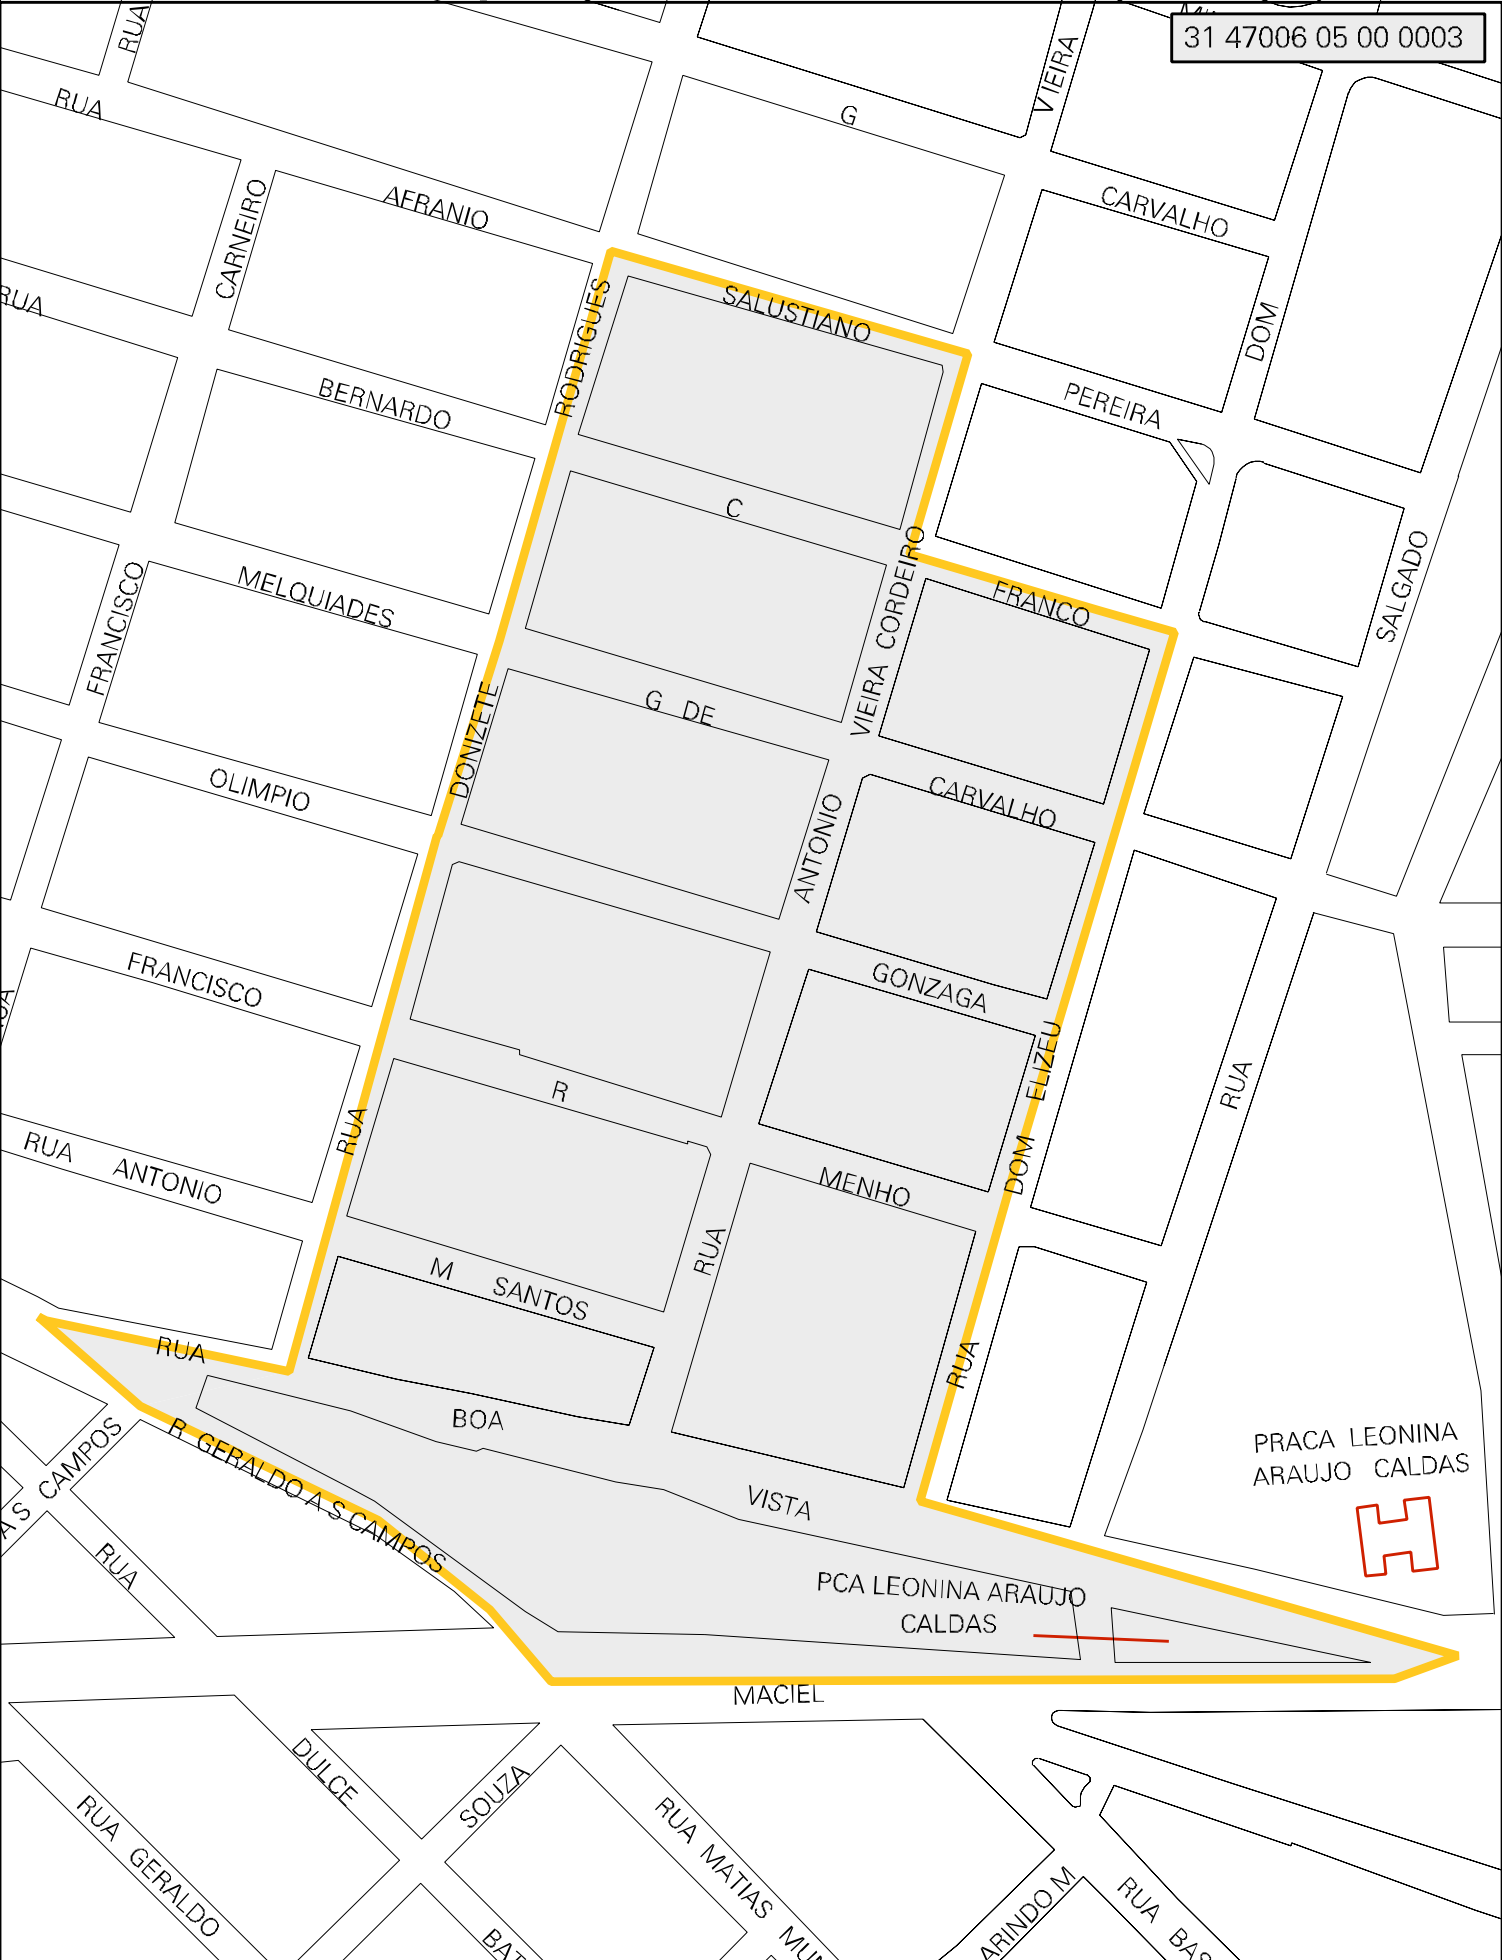 31 47006 05 00 0003
RUA
VIEIRA
RUA
G
AFRANIO
CARVALHO
CARNEIRO
RUA
SALUSTIANO
RODRIGUES
DOM
BERNARDO
PEREIRA
C
SALGADO
FRANCISCO
MELQUIADES
VIEIRA CORDEIRO
FRANCO
G DE
DONIZETE
OLIMPIO
CARVALHO
ANTONIO
FRANCISCO
GONZAGA
DOM ELIZEU
R
RUA
RUA
RUA ANTONIO
MENHO
RUA
M SANTOS
RUA
RUA
BOA
R GERALDO A S CAMPOS
A S CAMPOS
PRACA LEONINA
ARAUJO CALDAS
VISTA
RUA
PCA LEONINA ARAUJO
CALDAS
MACIEL
DULCE
SOUZA
RUA GERALDO
RUA MATIAS
ARINDO M
RUA BAS
BAT